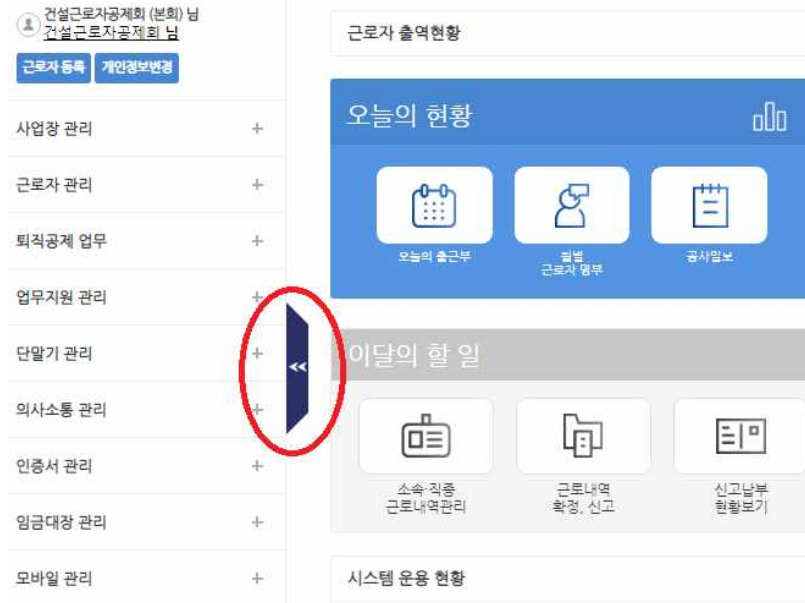 건설근로자공제회 (본회) 님
건설근로자공제회 님
근로자 등록 개인정보변경
사업장 관리 +
근로자 관리 +
퇴직공제 업무 +
업무지원 관리 +
단말기 관리 +
의사소통 관리 +
인증서 관리 +
임금대장 관리 +
모바일 관리 +
<<
근로자 출역현황
오늘의 현황
오늘의 출근부
월별
근로자 명부
공사일보
이달의 할 일
소속·직종
근로내역관리
근로내역
확정, 신고
신고납부
현황보기
시스템 운용 현황